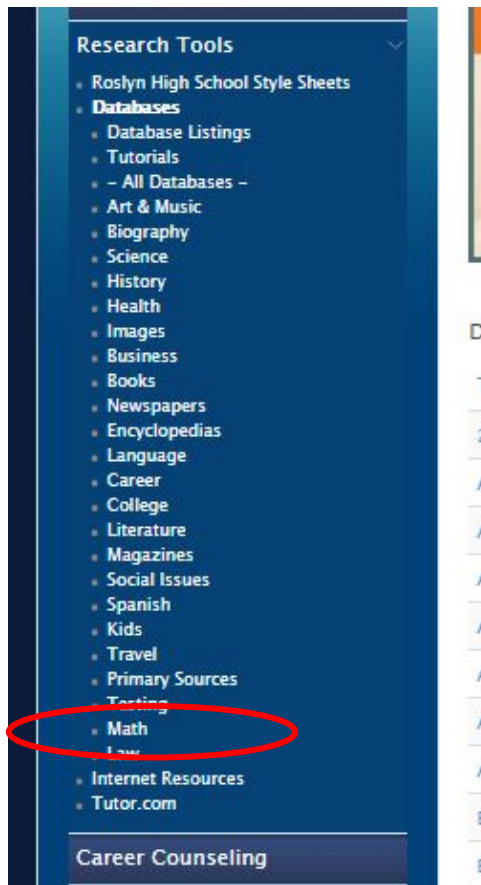 Research Tools
Roslyn High School Style Sheets
Databases
Database Listings
Tutorials
– All Databases –
Art & Music
Biography
Science
History
Health
Images
Business
Books
Newspapers
Encyclopedias
Language
Career
College
Literature
Magazines
Social Issues
Spanish
Kids
Travel
Primary Sources
Testing
Math
Law
Internet Resources
Tutor.com
Career Counseling